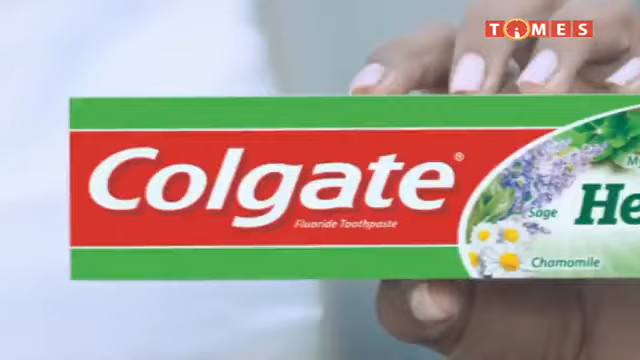 TIMES
Colgate®
Fluoride Toothpaste
Sage
He
Chamomile